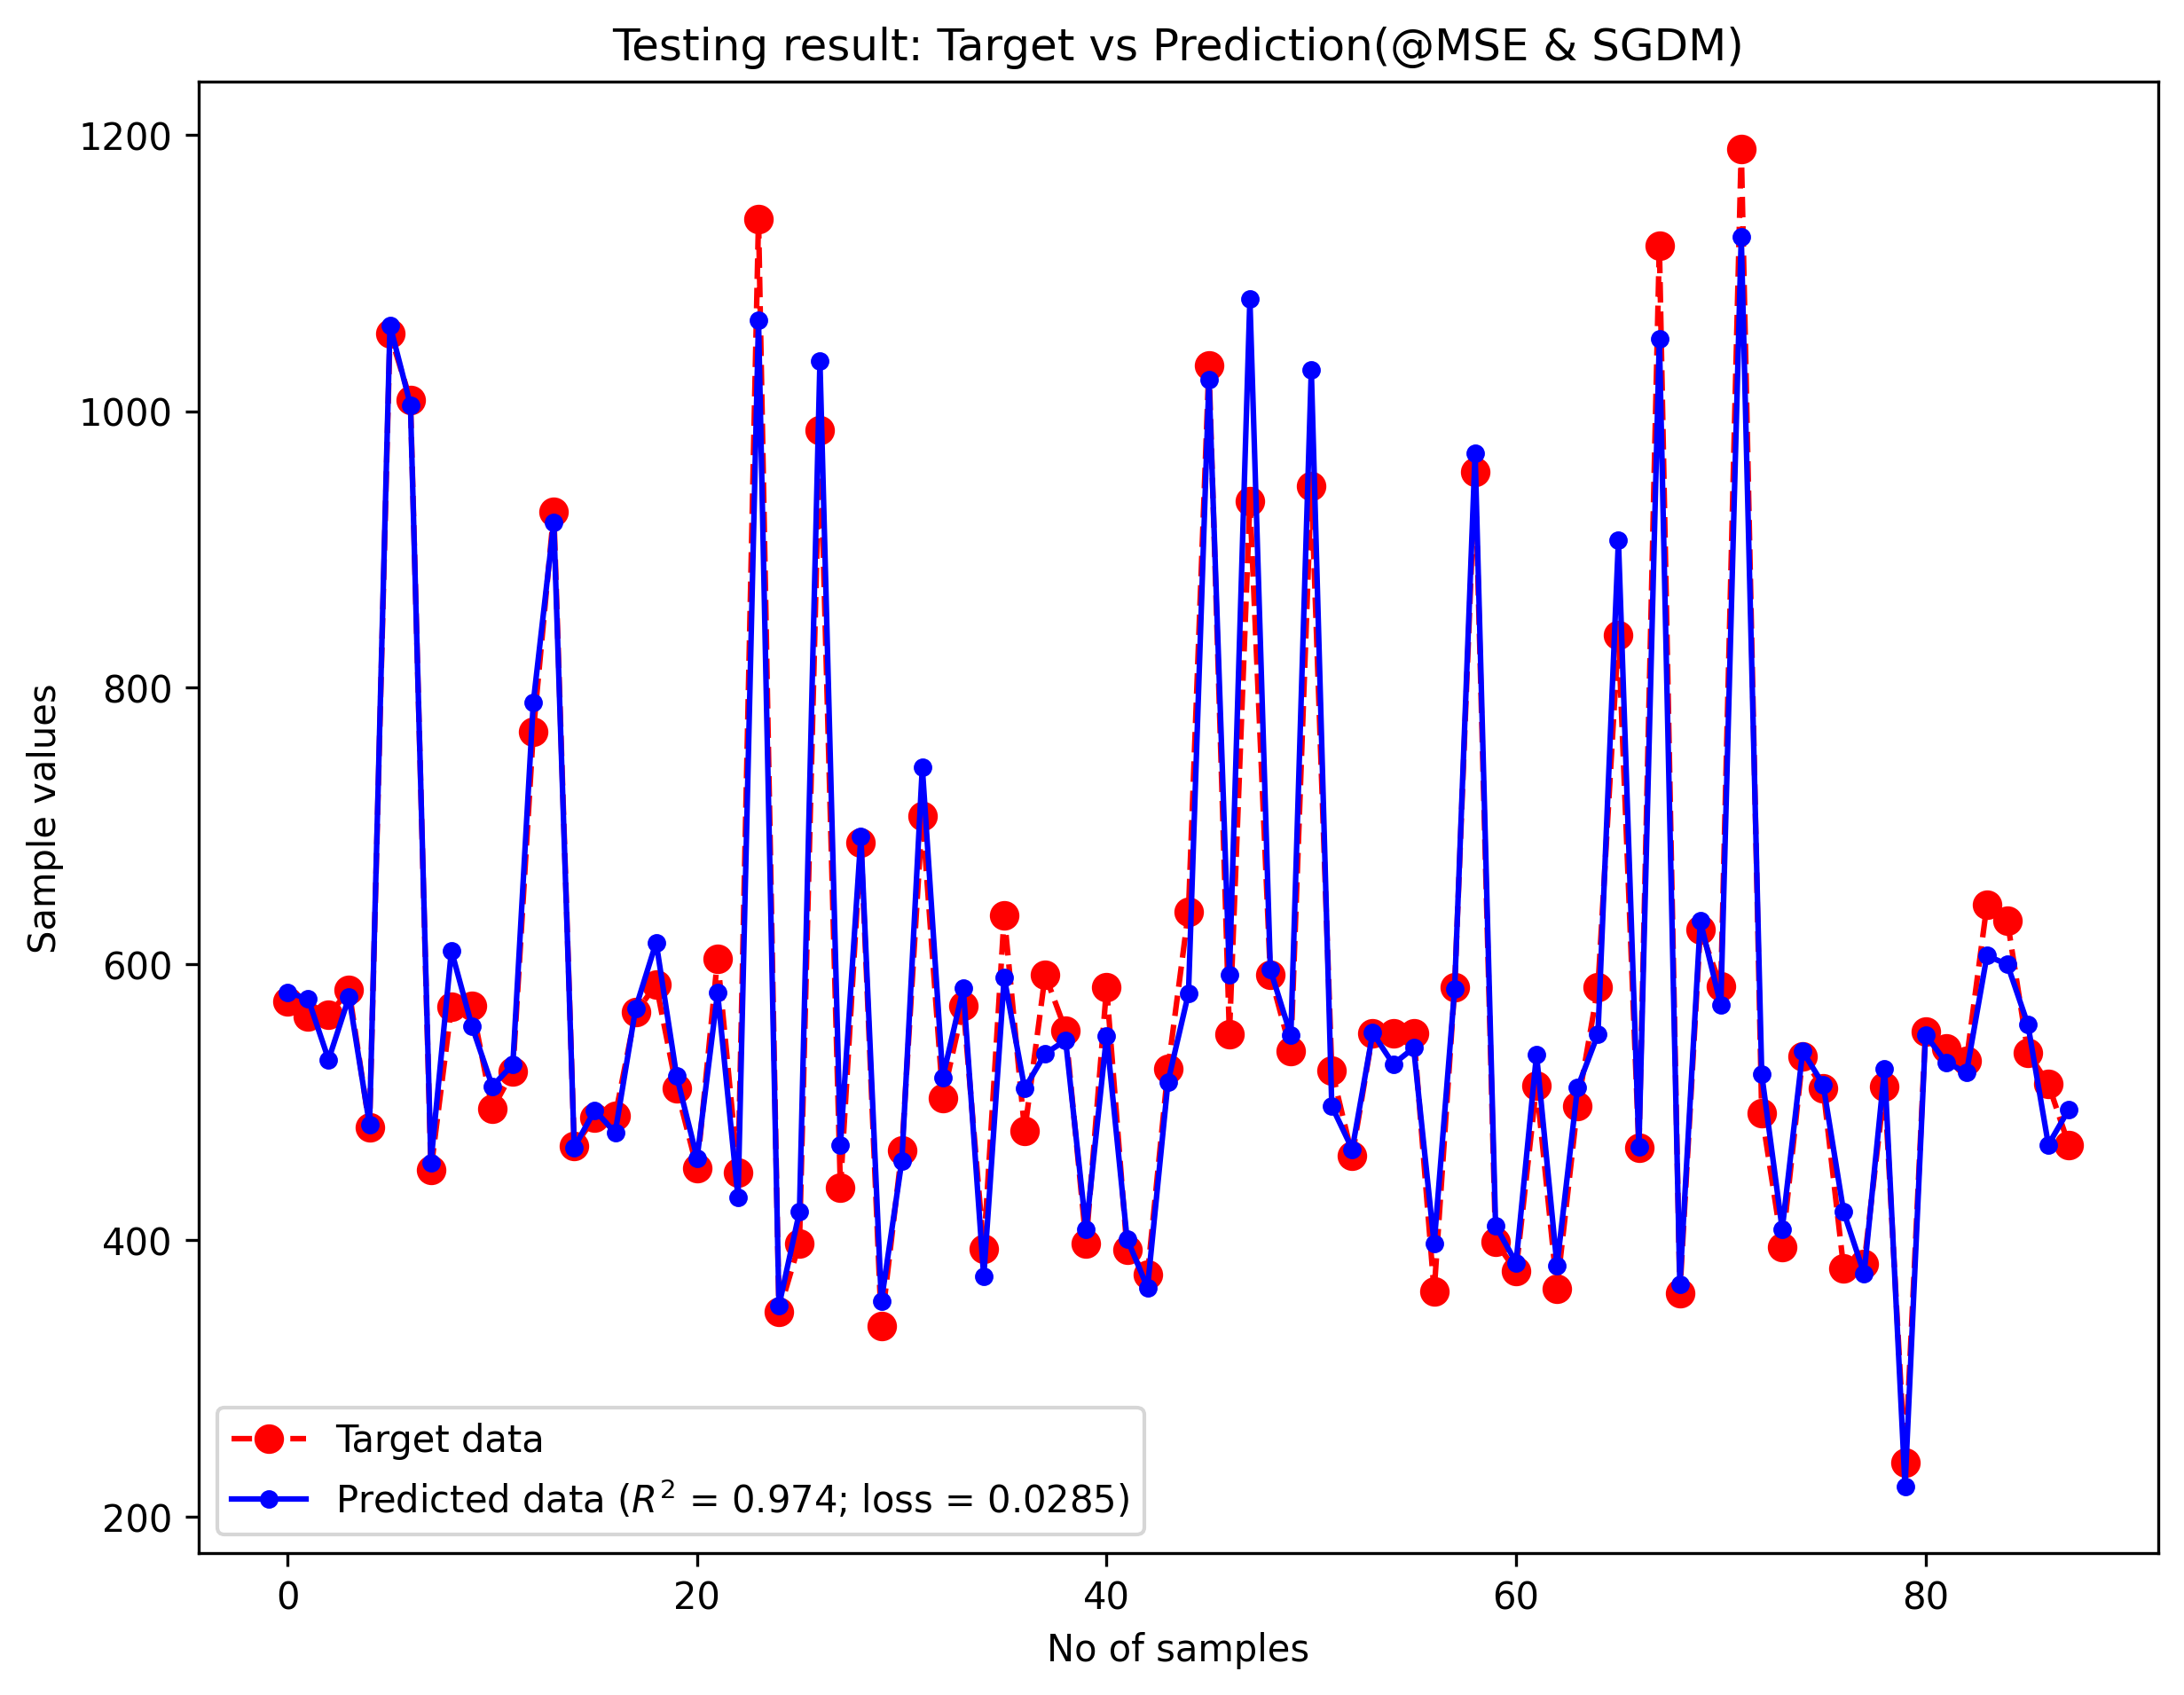 Testing result: Target vs Prediction(@MSE & SGDM)
1200
1000
800
600
400
200
Sample values
Target data
Predicted data (R² = 0.974; loss = 0.0285)
0 20 40 60 80
No of samples